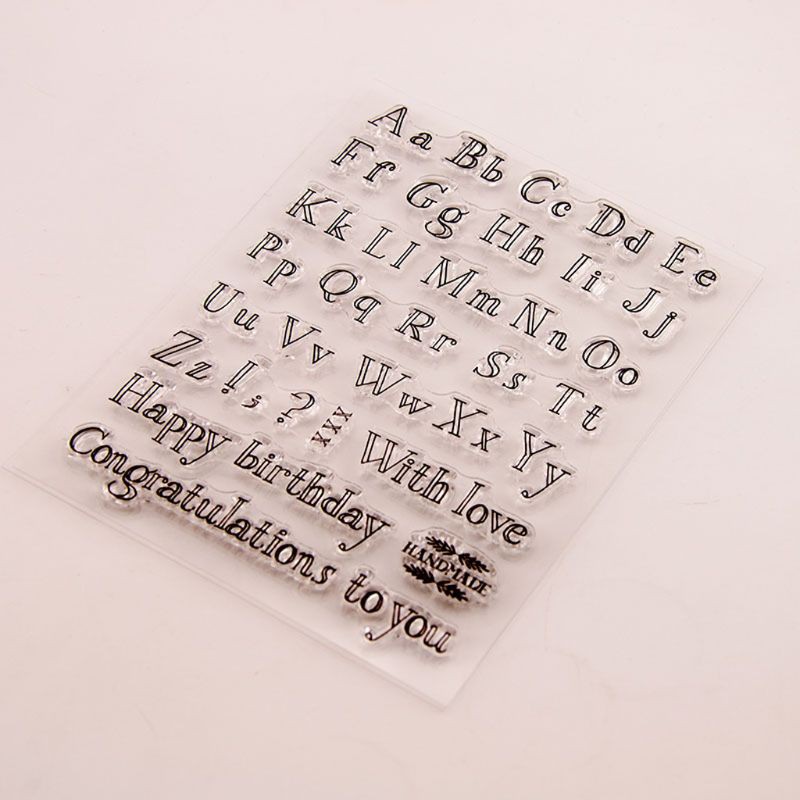 Aa Bb Cc Dd Ee
Ff Gg Hh Ii Jj
Kk Ll Mm Nn Oo
Pp Qq Rr Ss Tt
Uu Vv Ww Xx Yy
Zz ! ; ? xxx With love
Happy birthday
HANDMADE
Congratulations to you